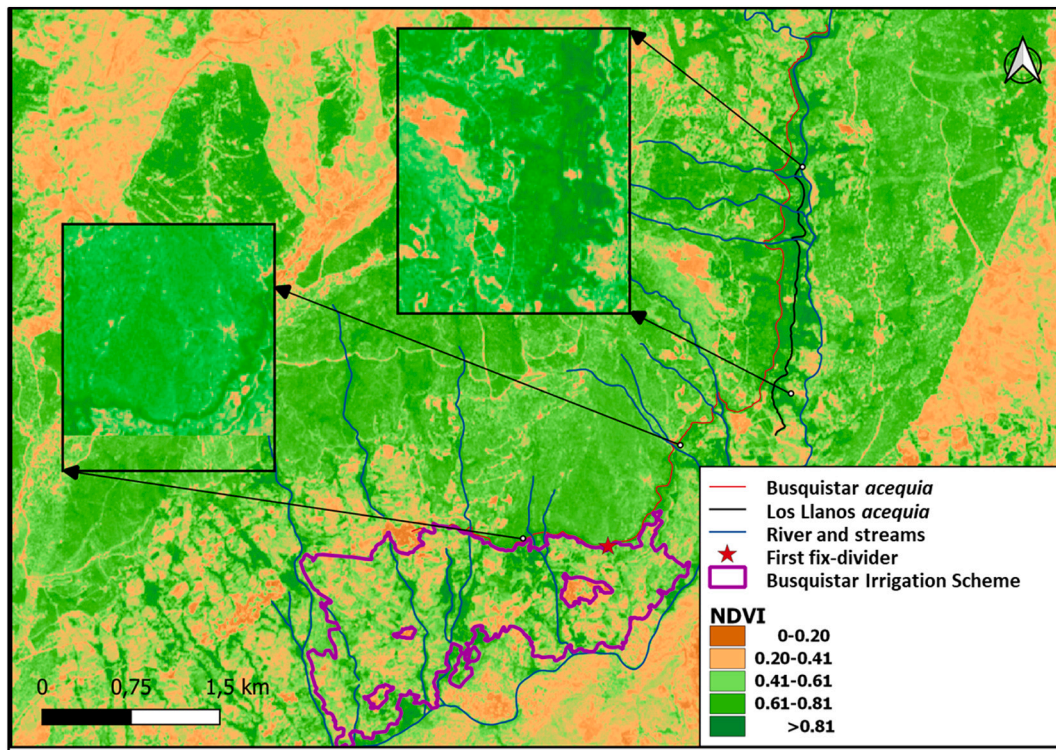 Busquistar acequia
Los Llanos acequia
River and streams
First fix-divider
Busquistar Irrigation Scheme
NDVI
0-0.20
0.20-0.41
0.41-0.61
0.61-0.81
>0.81
0 0,75 1,5 km